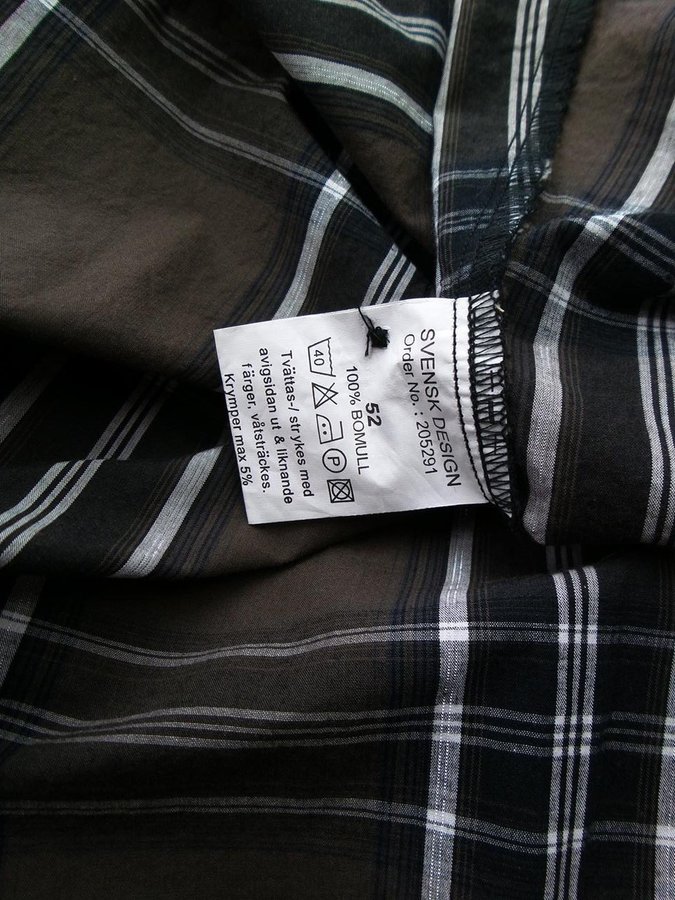 SVENSK DESIGN
Order No.: 205291
52
100% BOMULL
40
P
Tvättas-/ strykes med
avigsidan ut & liknande
färger, våtsträckes.
Krymper max 5%